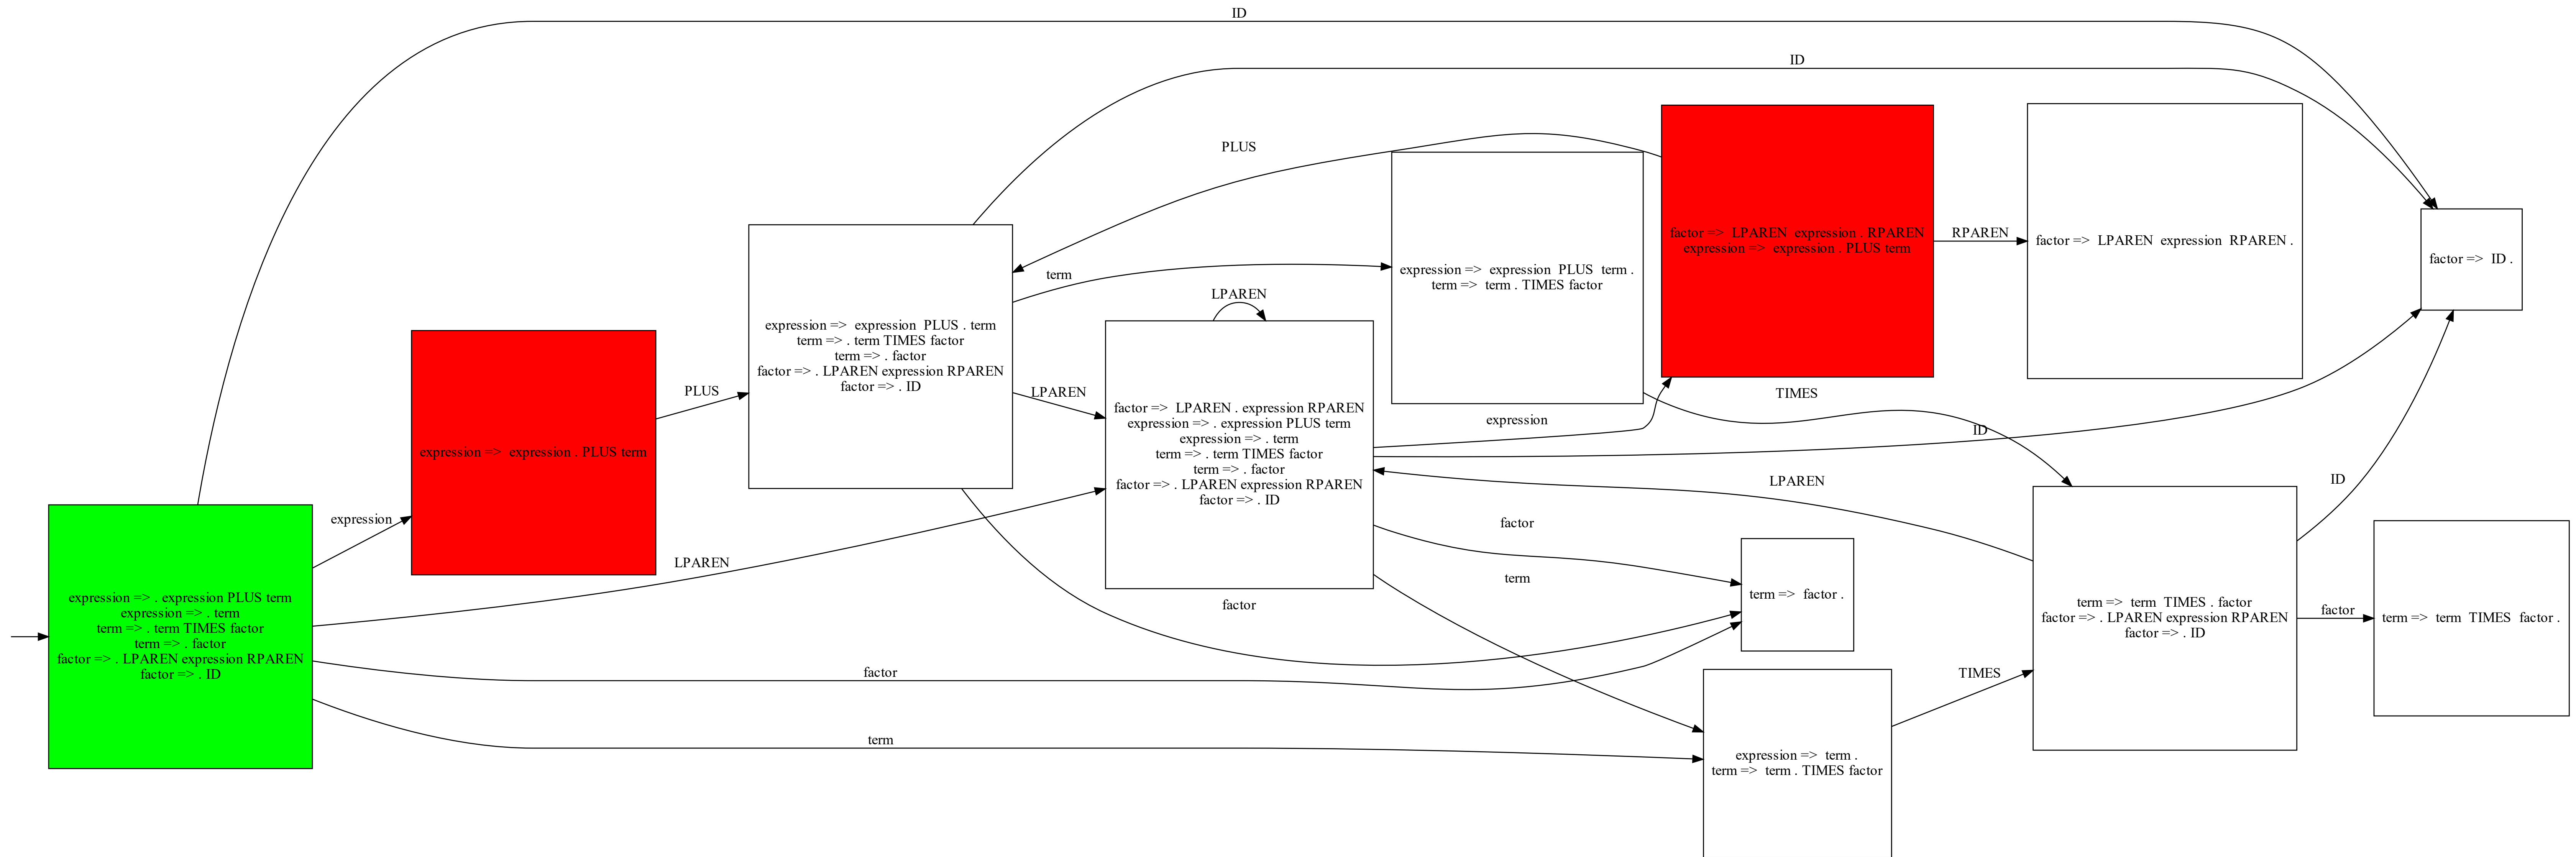 ID
ID
PLUS
factor =>  LPAREN  expression . RPAREN
expression =>  expression . PLUS term
RPAREN
factor =>  LPAREN  expression  RPAREN .
factor =>  ID .
term
expression =>  expression  PLUS  term .
term =>  term . TIMES factor
LPAREN
expression =>  expression  PLUS . term
term => . term TIMES factor
term => . factor
factor => . LPAREN expression RPAREN
factor => . ID
PLUS
LPAREN
TIMES
expression
ID
factor =>  LPAREN . expression RPAREN
expression => . expression PLUS term
expression => . term
term => . term TIMES factor
term => . factor
factor => . LPAREN expression RPAREN
factor => . ID
expression =>  expression . PLUS term
LPAREN
ID
expression
factor
LPAREN
term
factor
term =>  factor .
expression => . expression PLUS term
expression => . term
term => . term TIMES factor
term => . factor
factor => . LPAREN expression RPAREN
factor => . ID
term =>  term  TIMES . factor
factor => . LPAREN expression RPAREN
factor => . ID
factor
term =>  term  TIMES  factor .
factor
TIMES
term
expression =>  term .
term =>  term . TIMES factor